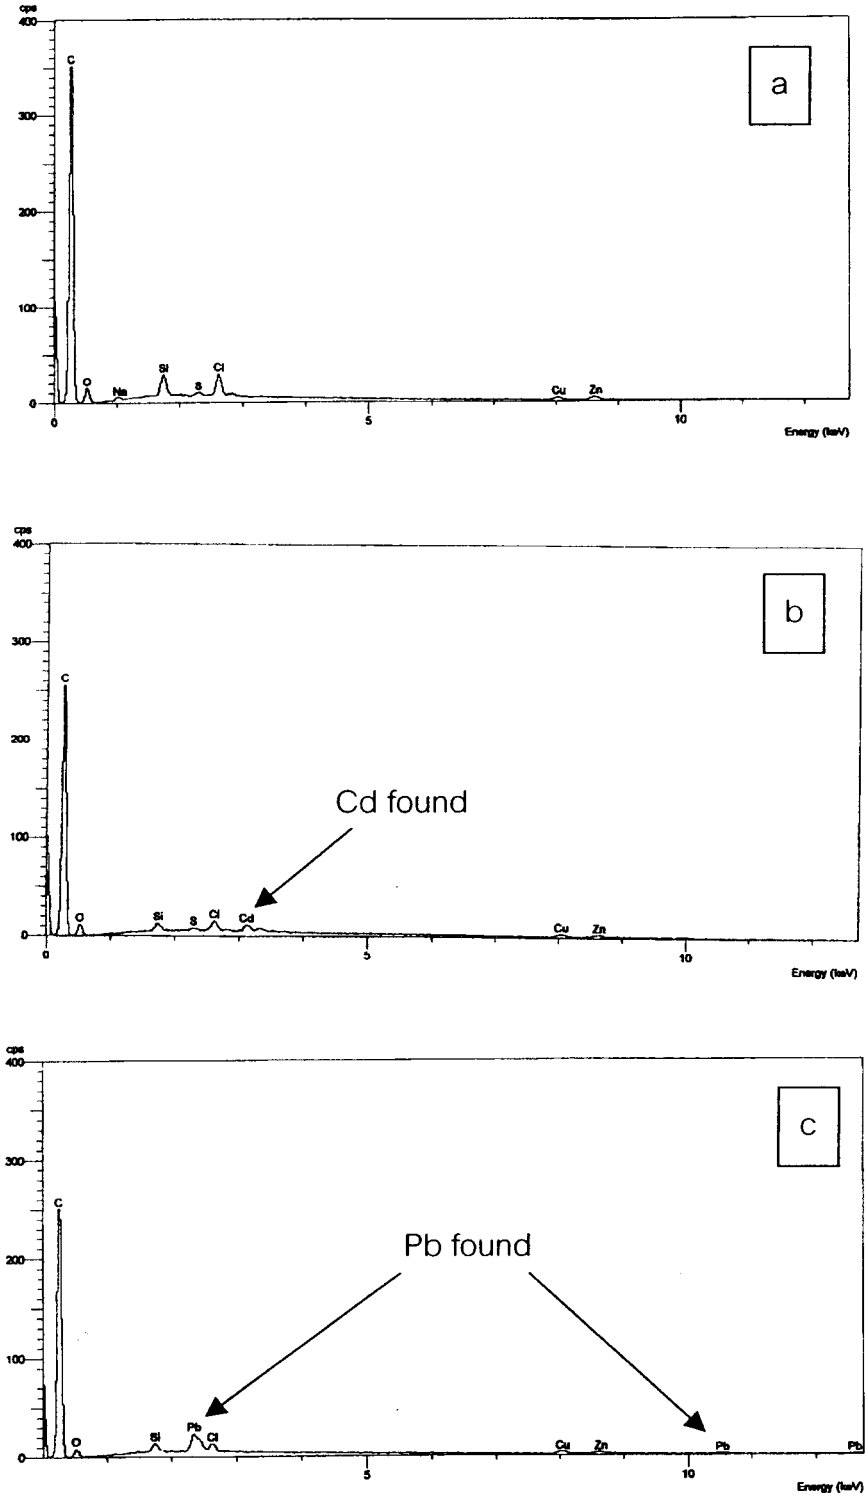 cps
400
a
C
300
200
100
Si
Cl
O
Na
S
Cu
Zn
0
0
5
10
Energy (keV)
cps
400
b
300
C
200
Cd found
100
O
Si
S
Cl
Cd
Cu
Zn
0
0
5
10
Energy (keV)
cps
400
c
300
C
Pb found
200
100
O
Si
Pb
Cl
Cu
Zn
Pb
Pb
0
5
10
Energy (keV)